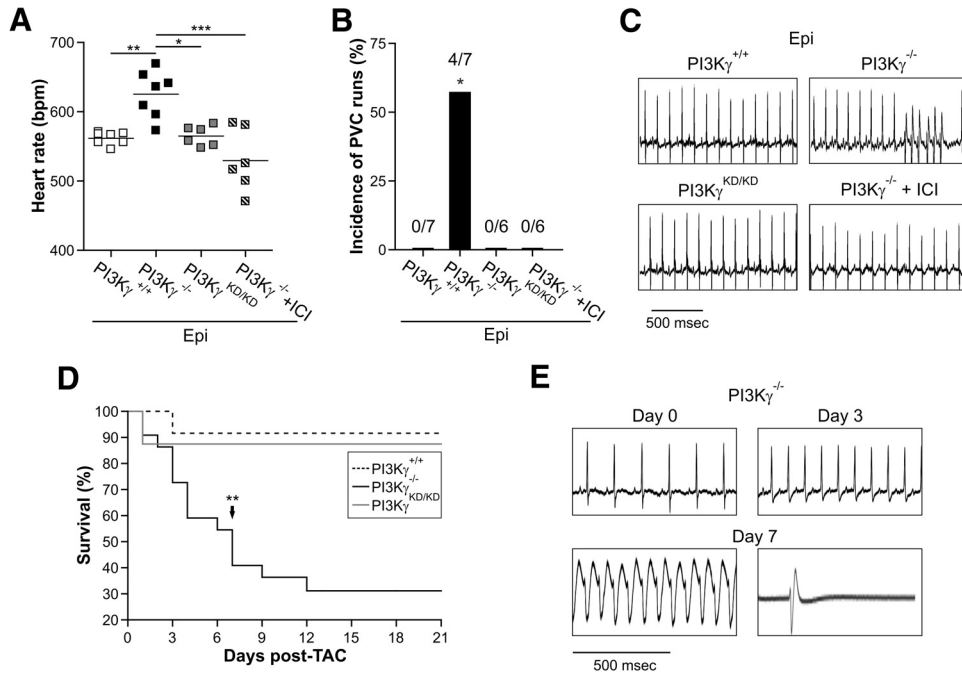 A
Heart rate (bpm)
700
600
500
400
**
*
***
PI3Kγ+/+
PI3Kγ-/-
PI3KγKD/KD
PI3Kγ-/-+ICI
Epi
B
Incidence of PVC runs (%)
75
50
25
0
0/7
4/7
*
0/6
0/6
PI3Kγ+/+
PI3Kγ-/-
PI3KγKD/KD
PI3Kγ-/-+ICI
Epi
C
Epi
PI3Kγ+/+
PI3Kγ-/-
PI3KγKD/KD
PI3Kγ-/- + ICI
500 msec
D
Survival (%)
100
90
80
70
60
50
40
30
20
**
PI3Kγ+/+
PI3Kγ-/-
PI3KγKD/KD
0 3 6 9 12 15 18 21
Days post-TAC
E
PI3Kγ-/-
Day 0
Day 3
Day 7
500 msec